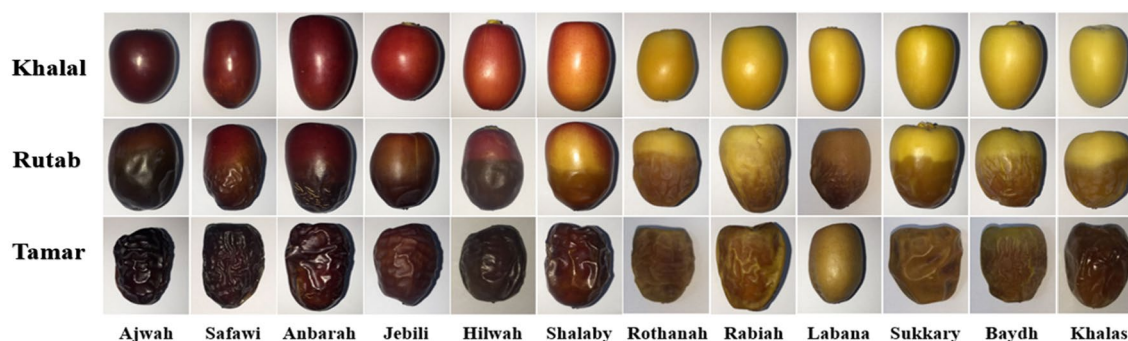 Khalal
Rutab
Tamar
Ajwah Safawi Anbarah Jebili Hilwah Shalaby Rothanah Rabiah Labana Sukkary Baydh Khalas